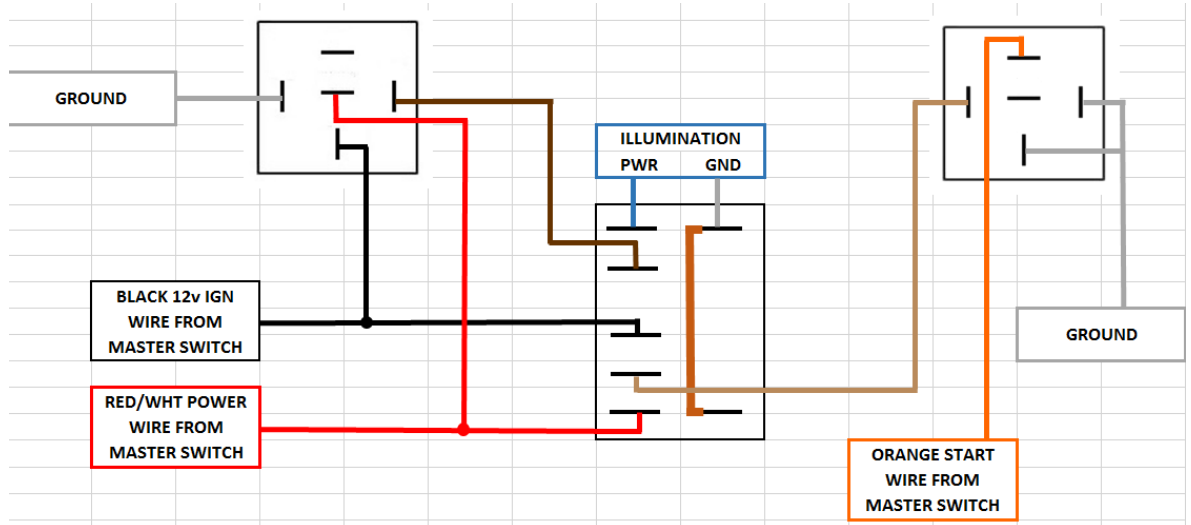 GROUND
ILLUMINATION
PWR GND
BLACK 12v IGN
WIRE FROM
MASTER SWITCH
GROUND
RED/WHT POWER
WIRE FROM
MASTER SWITCH
ORANGE START
WIRE FROM
MASTER SWITCH